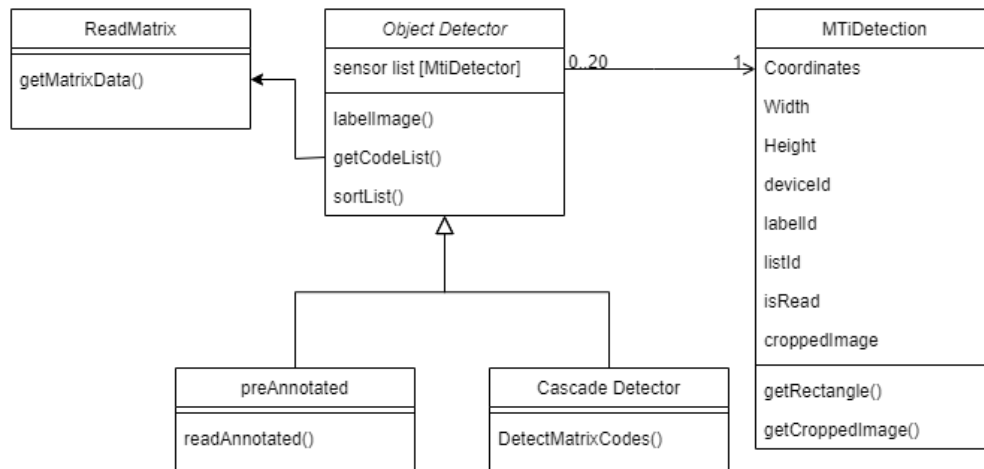 ReadMatrix
getMatrixData()
Object Detector
sensor list [MtiDetector]
labelImage()
getCodeList()
sortList()
0..20
1
MTiDetection
Coordinates
Width
Height
deviceId
labelId
listId
isRead
croppedImage
getRectangle()
getCroppedImage()
preAnnotated
readAnnotated()
Cascade Detector
DetectMatrixCodes()